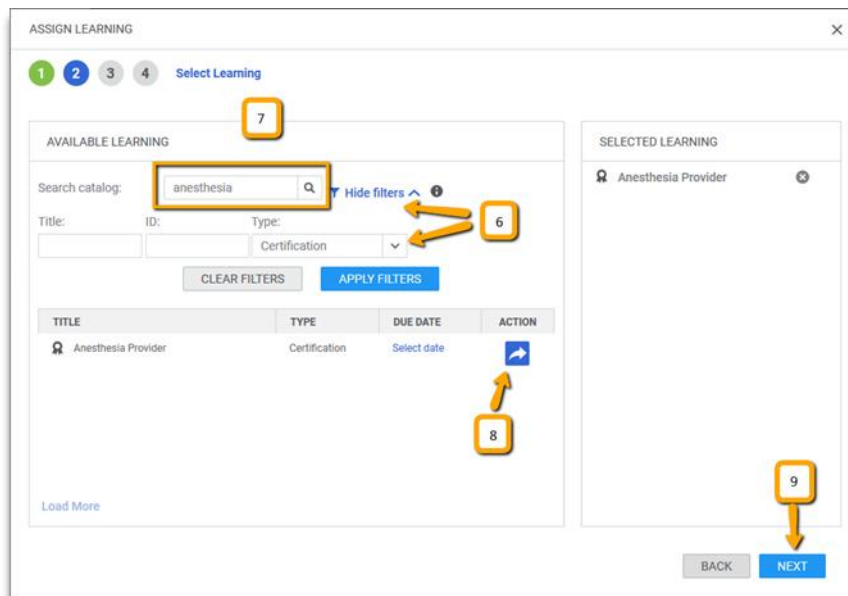 ASSIGN LEARNING
1 2 3 4 Select Learning
7
AVAILABLE LEARNING
Search catalog: anesthesia Hide filters
6
Title: ID: Type:
Certification
CLEAR FILTERS APPLY FILTERS
TITLE TYPE DUE DATE ACTION
Anesthesia Provider Certification Select date
8
Load More
SELECTED LEARNING
Anesthesia Provider
9
BACK NEXT